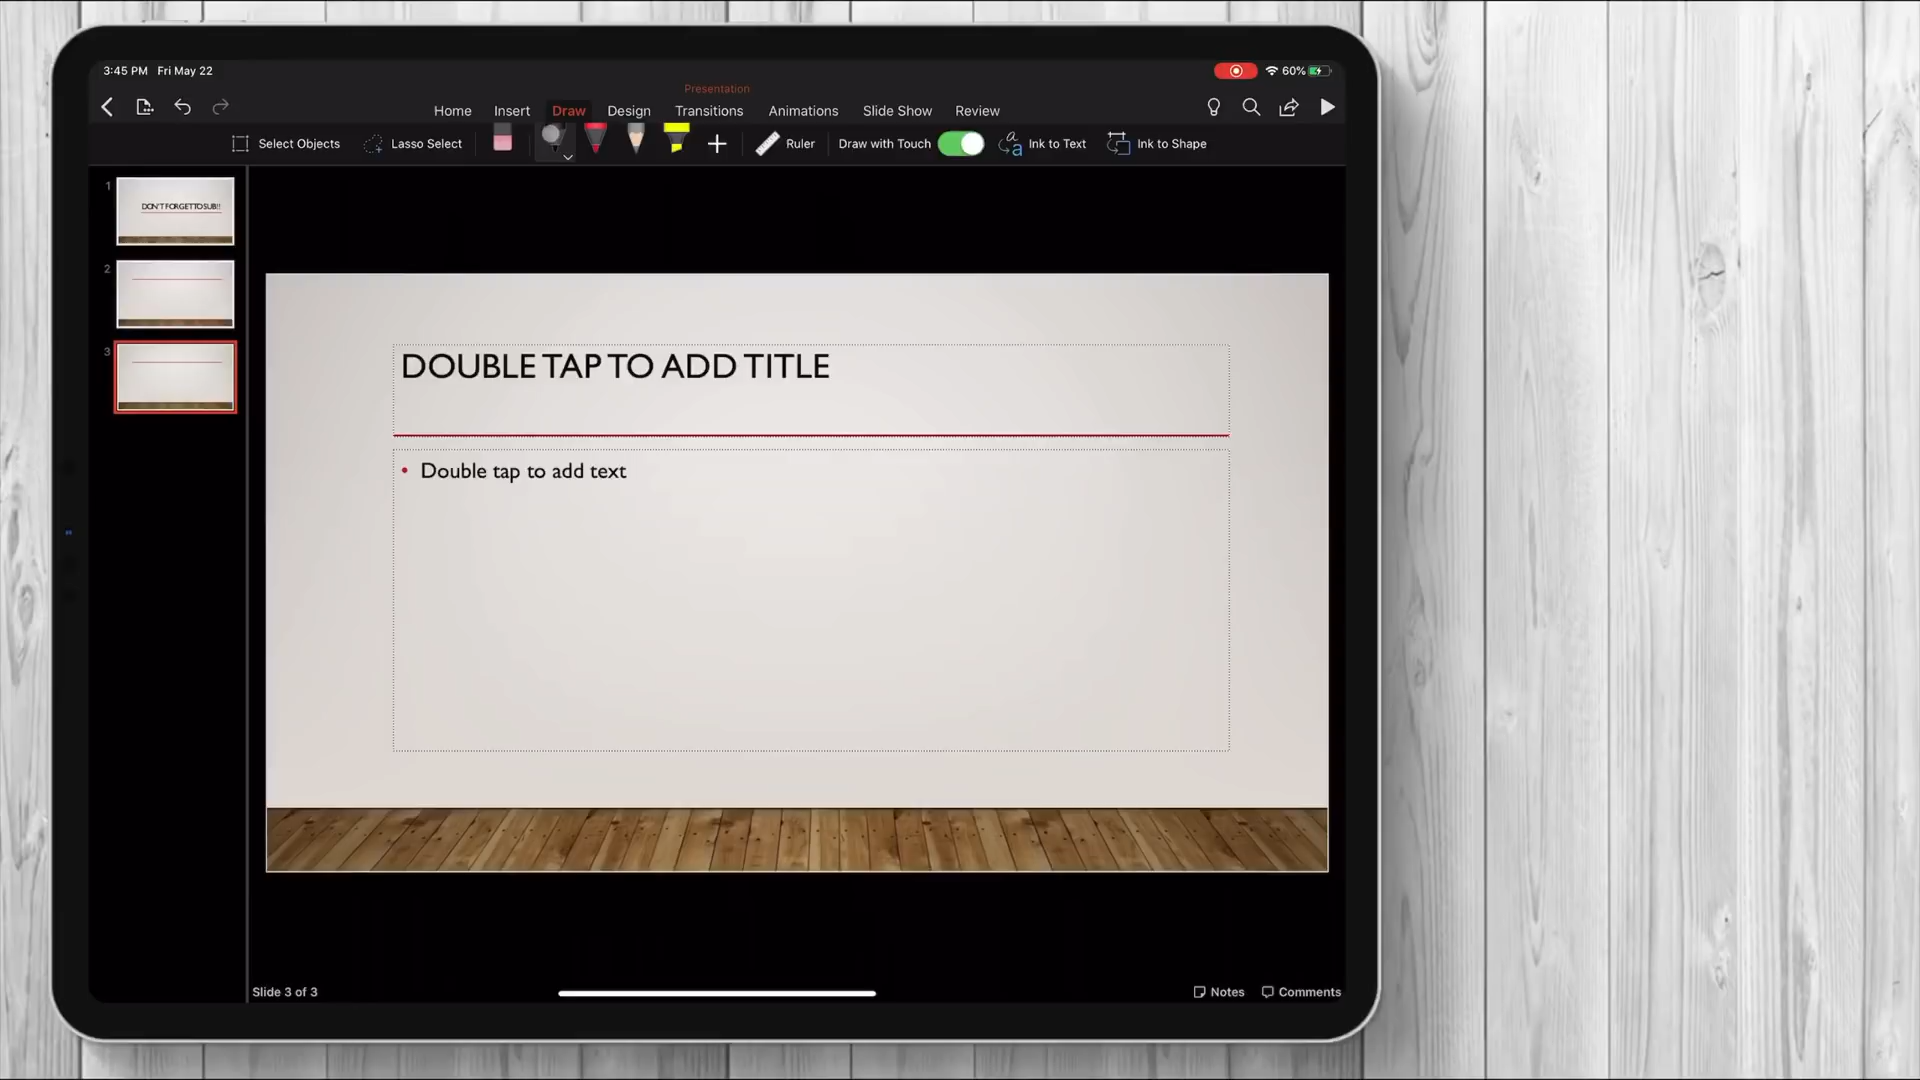 3:45 PM Fri May 22
60%
Presentation
Home Insert Draw Design Transitions Animations Slide Show Review
Select Objects Lasso Select Ruler Draw with Touch Ink to Text Ink to Shape
1
DON'T FORGET TO SUB!!
2
3
DOUBLE TAP TO ADD TITLE
• Double tap to add text
Slide 3 of 3
Notes Comments